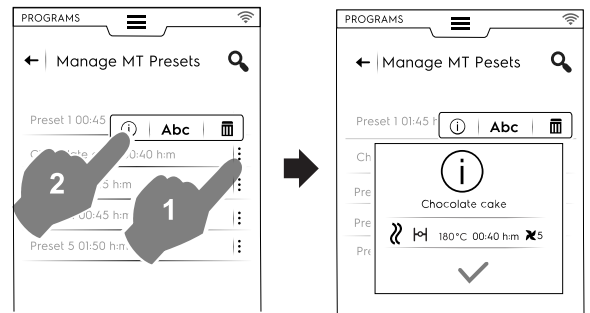 PROGRAMS
Manage MT Presets
Preset 1 00:45
Abc
0:40 h:m
2
5 h:m
1
00:45 h:m
Preset 5 01:50 h:m
PROGRAMS
Manage MT Pesets
Preset 1 01:45 h
Abc
Ch
Pre
Pre
Pre
i
Chocolate cake
180°C 00:40 h:m 5